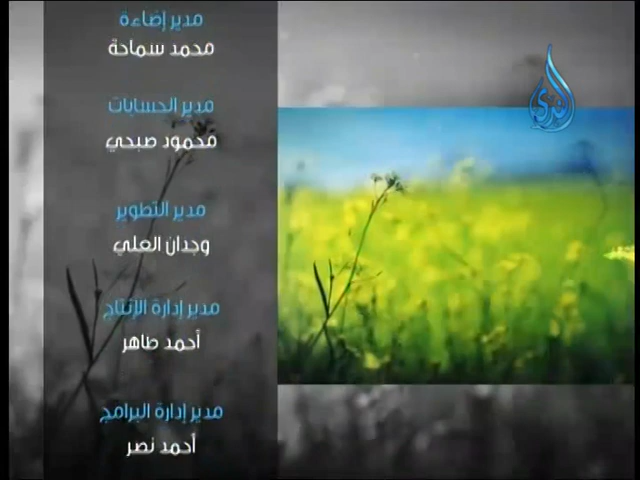 مدير إضاءة
محمد سماحة
مدير الحسابات
محمود صبحي
مدير التطوير
وجدان العلي
مدير إدارة الإنتاج
أحمد طاهر
مدير إدارة البرامج
أحمد نصر
الندى